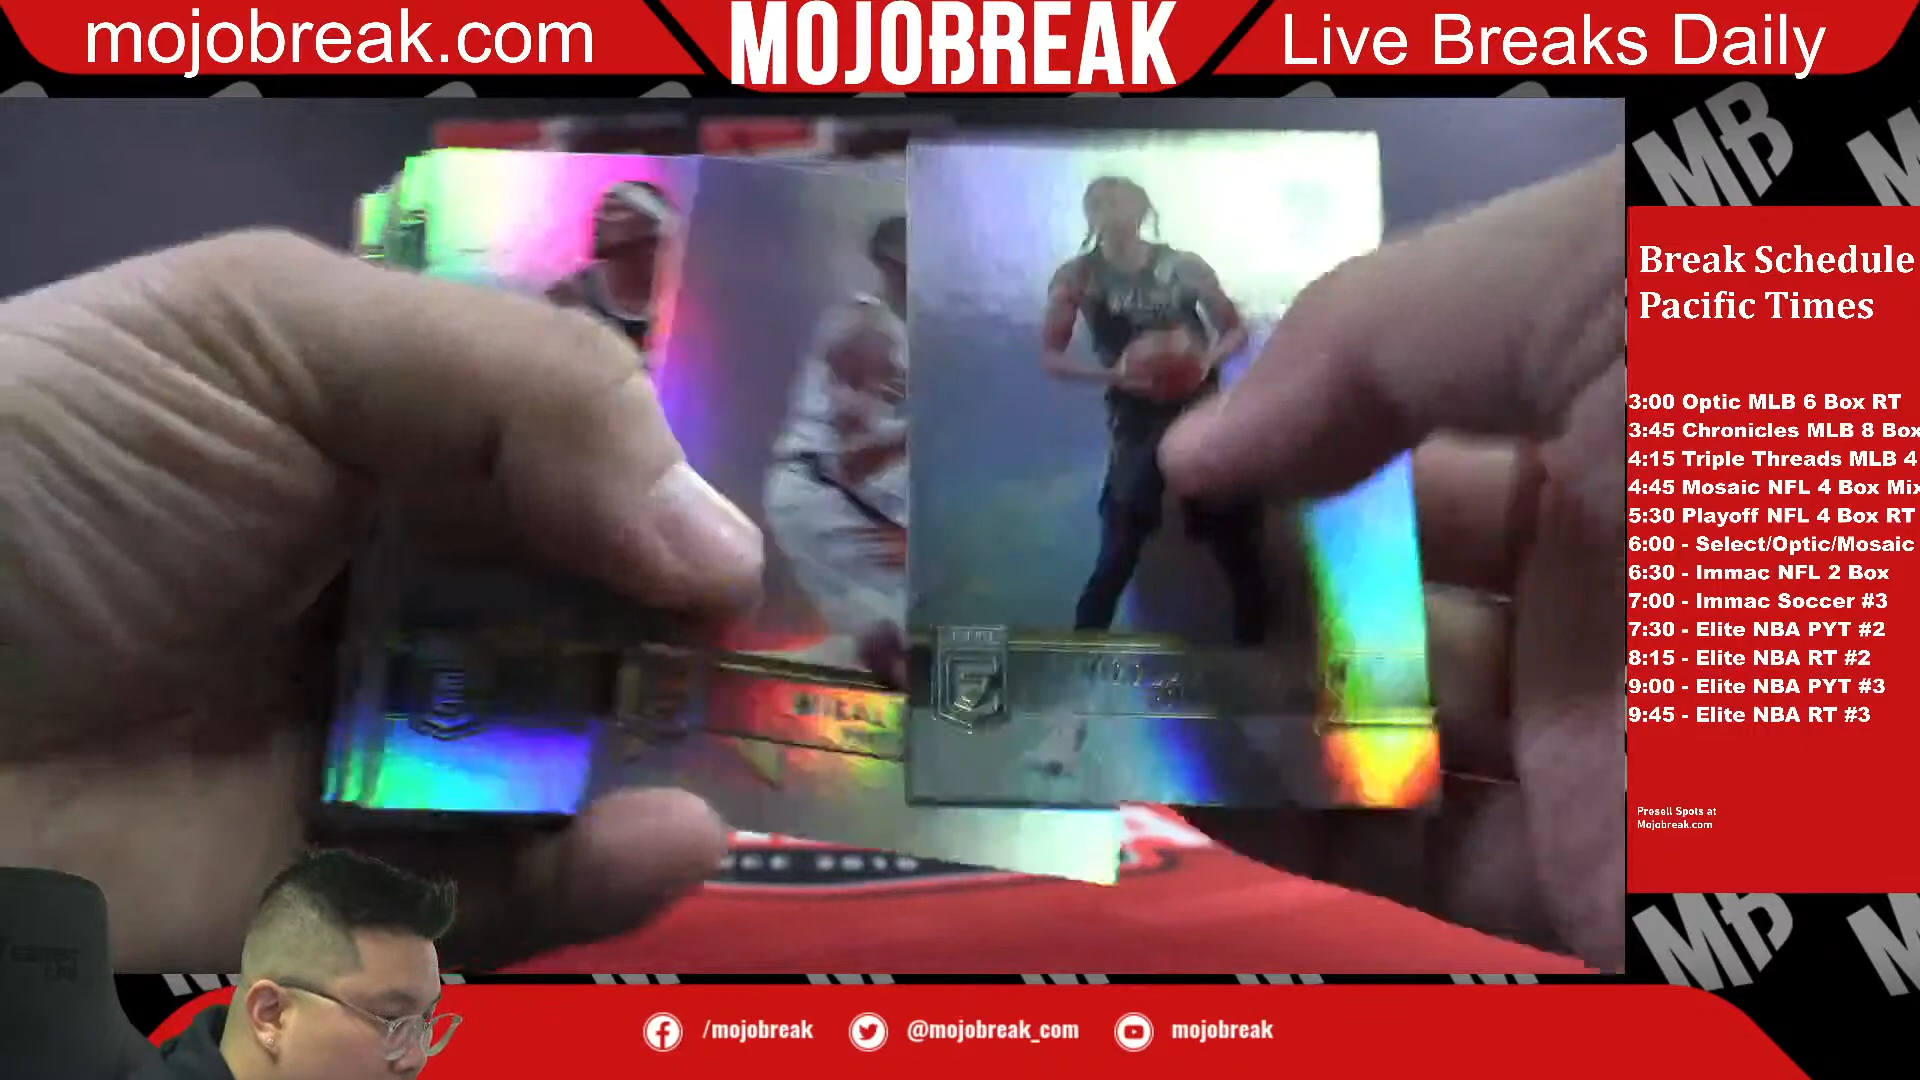 mojobreak.com
MOJOBREAK
Live Breaks Daily
Break Schedule
Pacific Times
3:00 Optic MLB 6 Box RT
3:45 Chronicles MLB 8 Box
4:15 Triple Threads MLB 4
4:45 Mosaic NFL 4 Box Mix
5:30 Playoff NFL 4 Box RT
6:00 - Select/Optic/Mosaic
6:30 - Immac NFL 2 Box
7:00 - Immac Soccer #3
7:30 - Elite NBA PYT #2
8:15 - Elite NBA RT #2
9:00 - Elite NBA PYT #3
9:45 - Elite NBA RT #3
Presell Spots at
Mojobreak.com
MB
MB
/mojobreak
@mojobreak_com
mojobreak